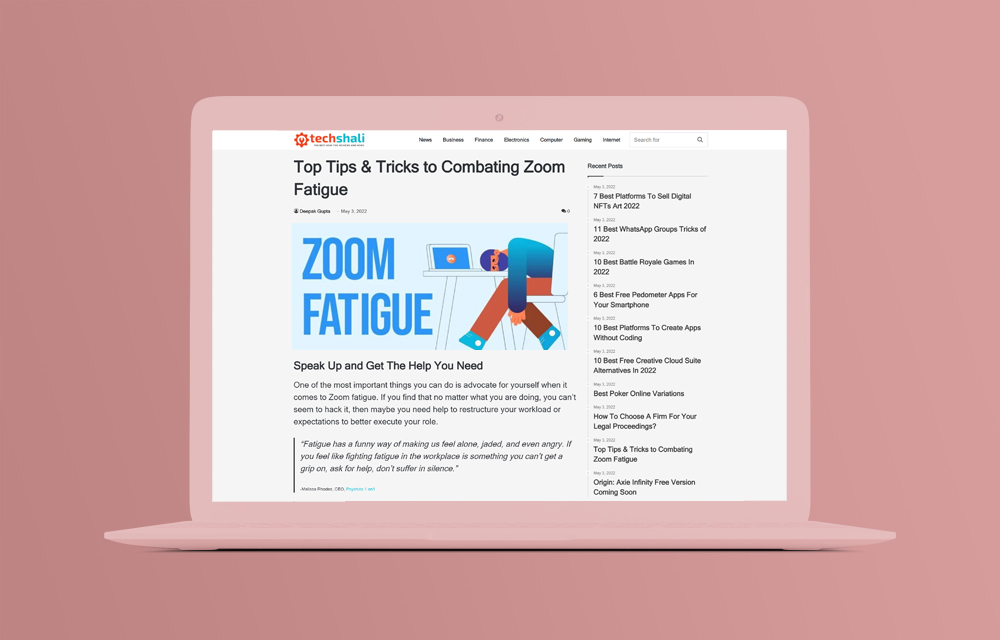 techshali
News Business Finance Electronics Computer Gaming Internet Search for
Top Tips & Tricks to Combating Zoom
Fatigue
Deepak Gupta - May 3, 2022 0
ZOOM
FATIGUE
Speak Up and Get The Help You Need
One of the most important things you can do is advocate for yourself when it
comes to Zoom fatigue. If you find that no matter what you are doing, you can't
seem to hack it, then maybe you need help to restructure your workload or
expectations to better execute your role.
"Fatigue has a funny way of making us feel alone, jaded, and even angry. If
you feel like fighting fatigue in the workplace is something you can't get a
grip on, ask for help, don't suffer in silence."
-Melissa Rhodes, CEO,
Recent Posts
May 3, 2022
7 Best Platforms To Sell Digital
NFTs Art 2022
May 3, 2022
11 Best WhatsApp Groups Tricks of
2022
May 3, 2022
10 Best Battle Royale Games In
2022
May 3, 2022
6 Best Free Pedometer Apps For
Your Smartphone
May 3, 2022
10 Best Platforms To Create Apps
Without Coding
May 3, 2022
10 Best Free Creative Cloud Suite
Alternatives In 2022
May 3, 2022
Best Poker Online Variations
May 3, 2022
How To Choose A Firm For Your
Legal Proceedings?
May 3, 2022
Top Tips & Tricks to Combating
Zoom Fatigue
May 3, 2022
Origin: Axie Infinity Free Version
Coming Soon